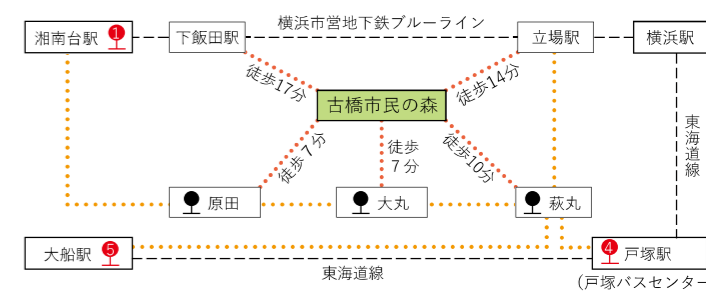 横浜市営地下鉄ブルーライン
湘南台駅 1
下飯田駅
立場駅
横浜駅
徒歩17分
徒歩14分
古橋市民の森
東海道線
徒歩7分
徒歩
7分
徒歩10分
原田
大丸
萩丸
大船駅 5
4 戸塚駅
東海道線
(戸塚バスセンター